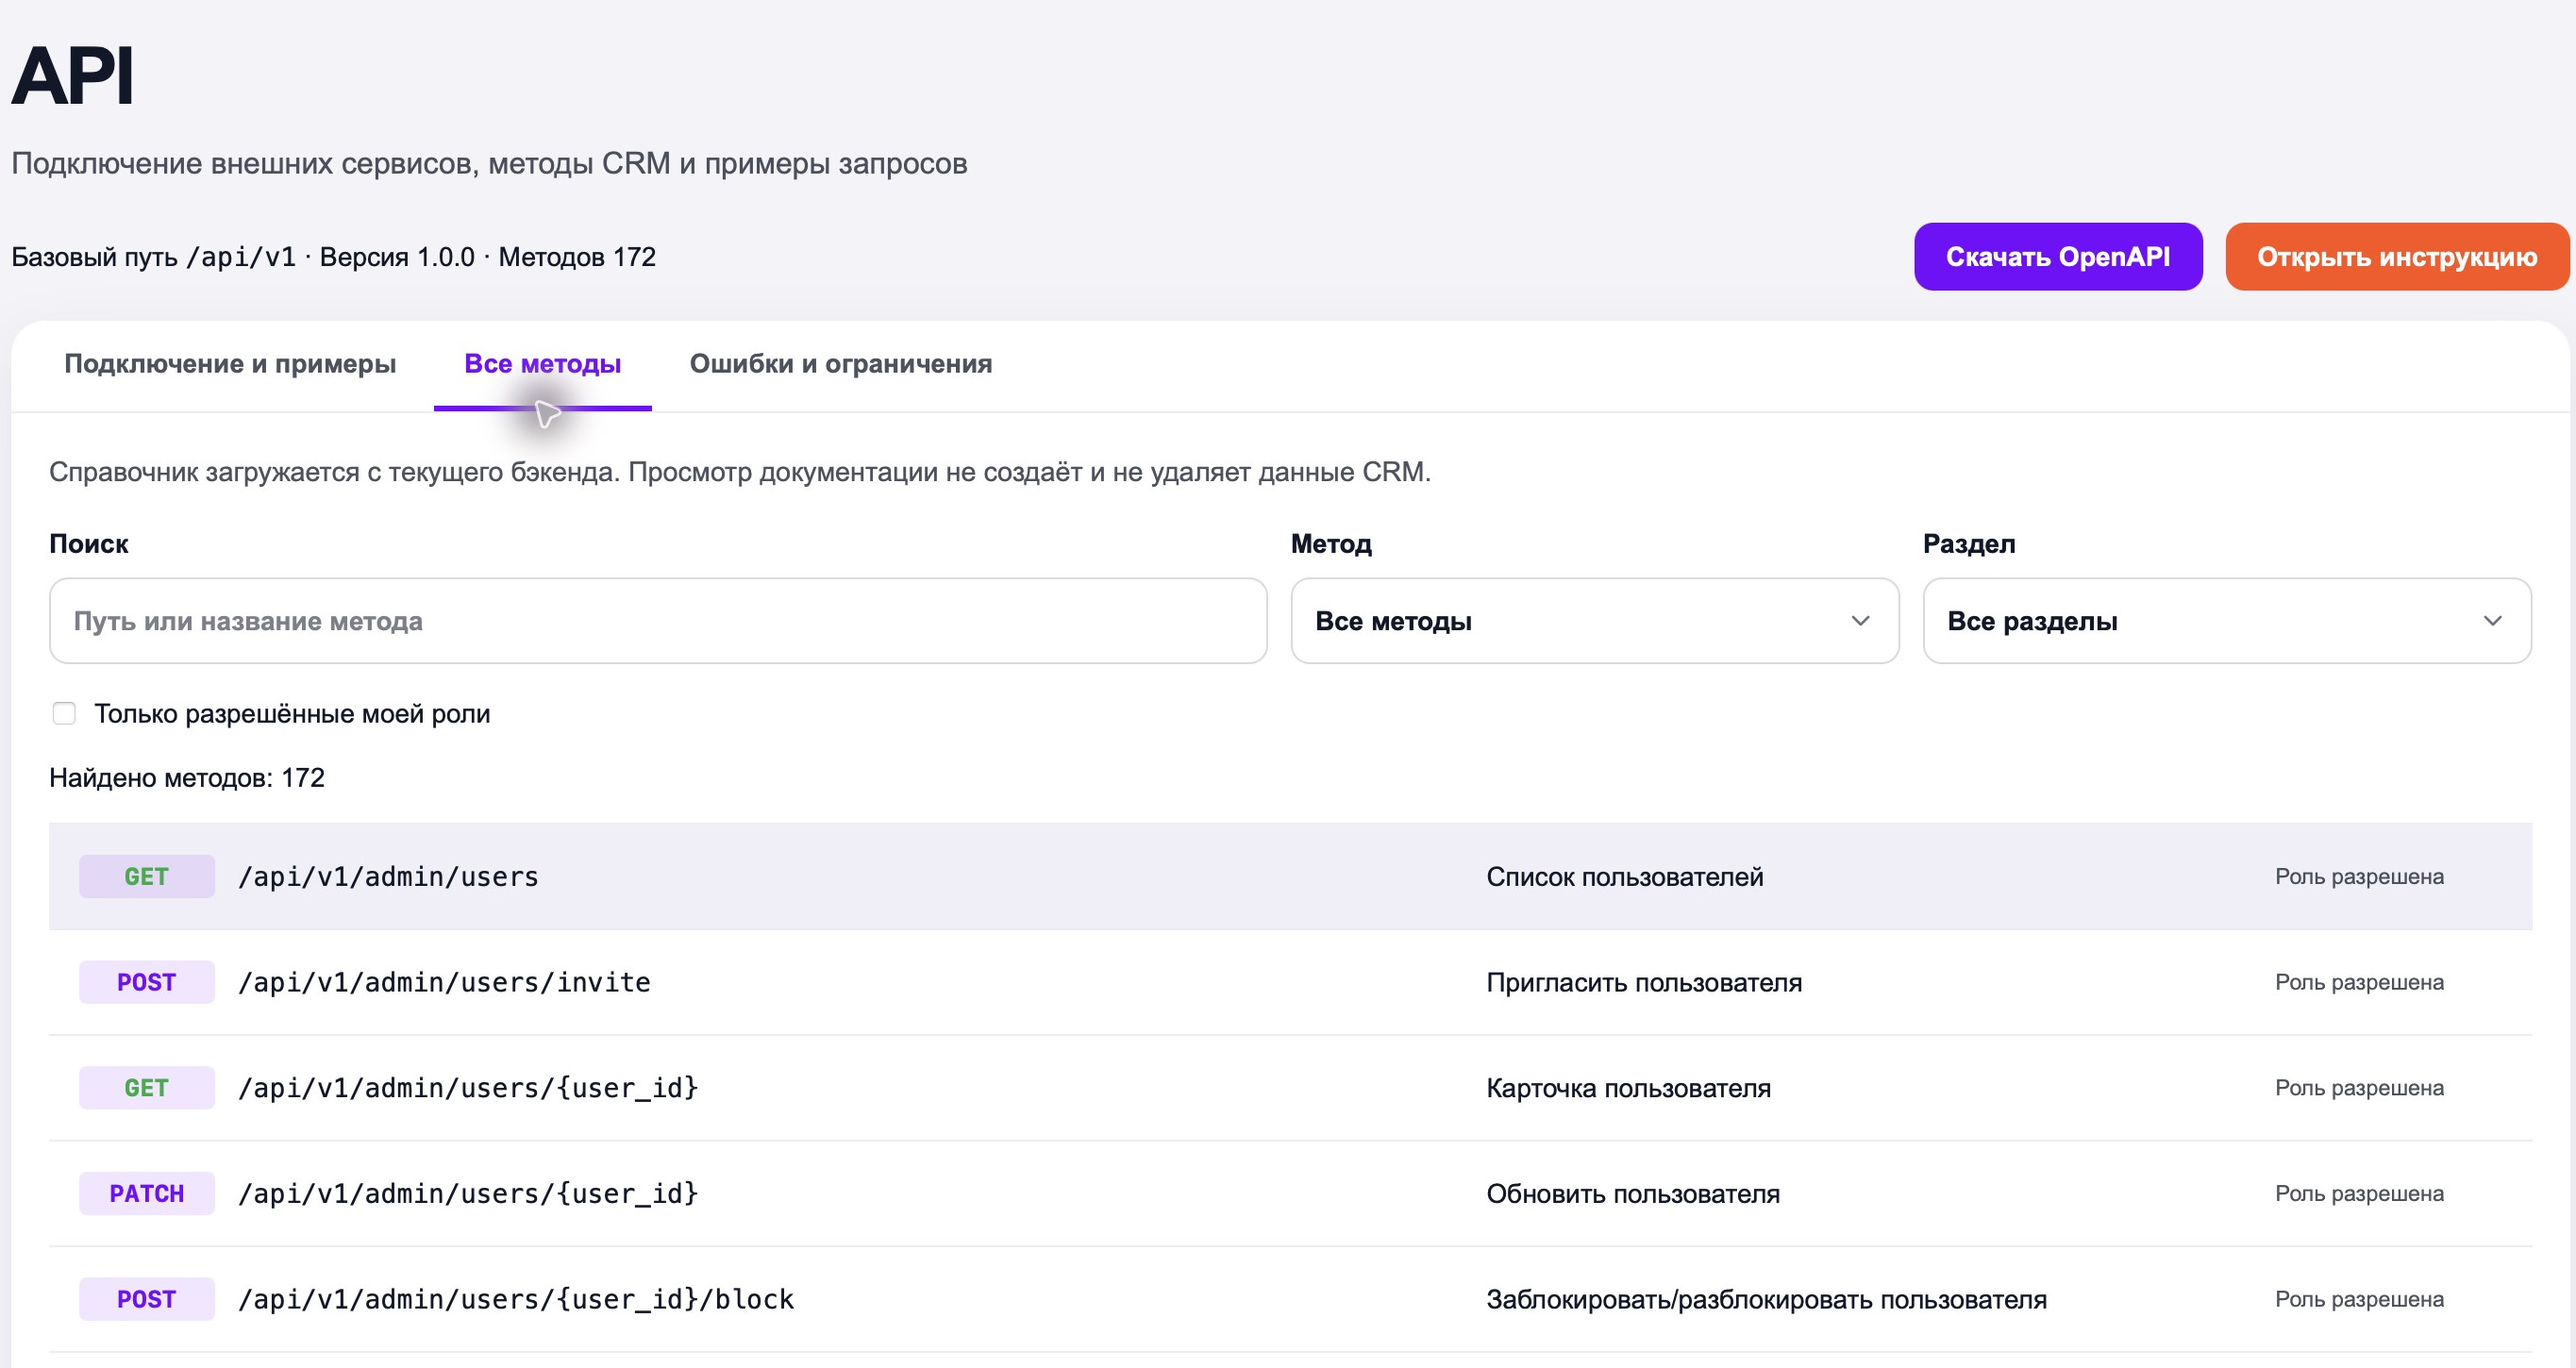 API
Подключение внешних сервисов, методы CRM и примеры запросов
Базовый путь /api/v1 · Версия 1.0.0 · Методов 172
Скачать OpenAPI
Открыть инструкцию
Подключение и примеры
Все методы
Ошибки и ограничения
Справочник загружается с текущего бэкенда. Просмотр документации не создаёт и не удаляет данные CRM.
Поиск
Метод
Раздел
Путь или название метода
Все методы
Все разделы
Только разрешённые моей роли
Найдено методов: 172
GET /api/v1/admin/users Список пользователей Роль разрешена
POST /api/v1/admin/users/invite Пригласить пользователя Роль разрешена
GET /api/v1/admin/users/{user_id} Карточка пользователя Роль разрешена
PATCH /api/v1/admin/users/{user_id} Обновить пользователя Роль разрешена
POST /api/v1/admin/users/{user_id}/block Заблокировать/разблокировать пользователя Роль разрешена